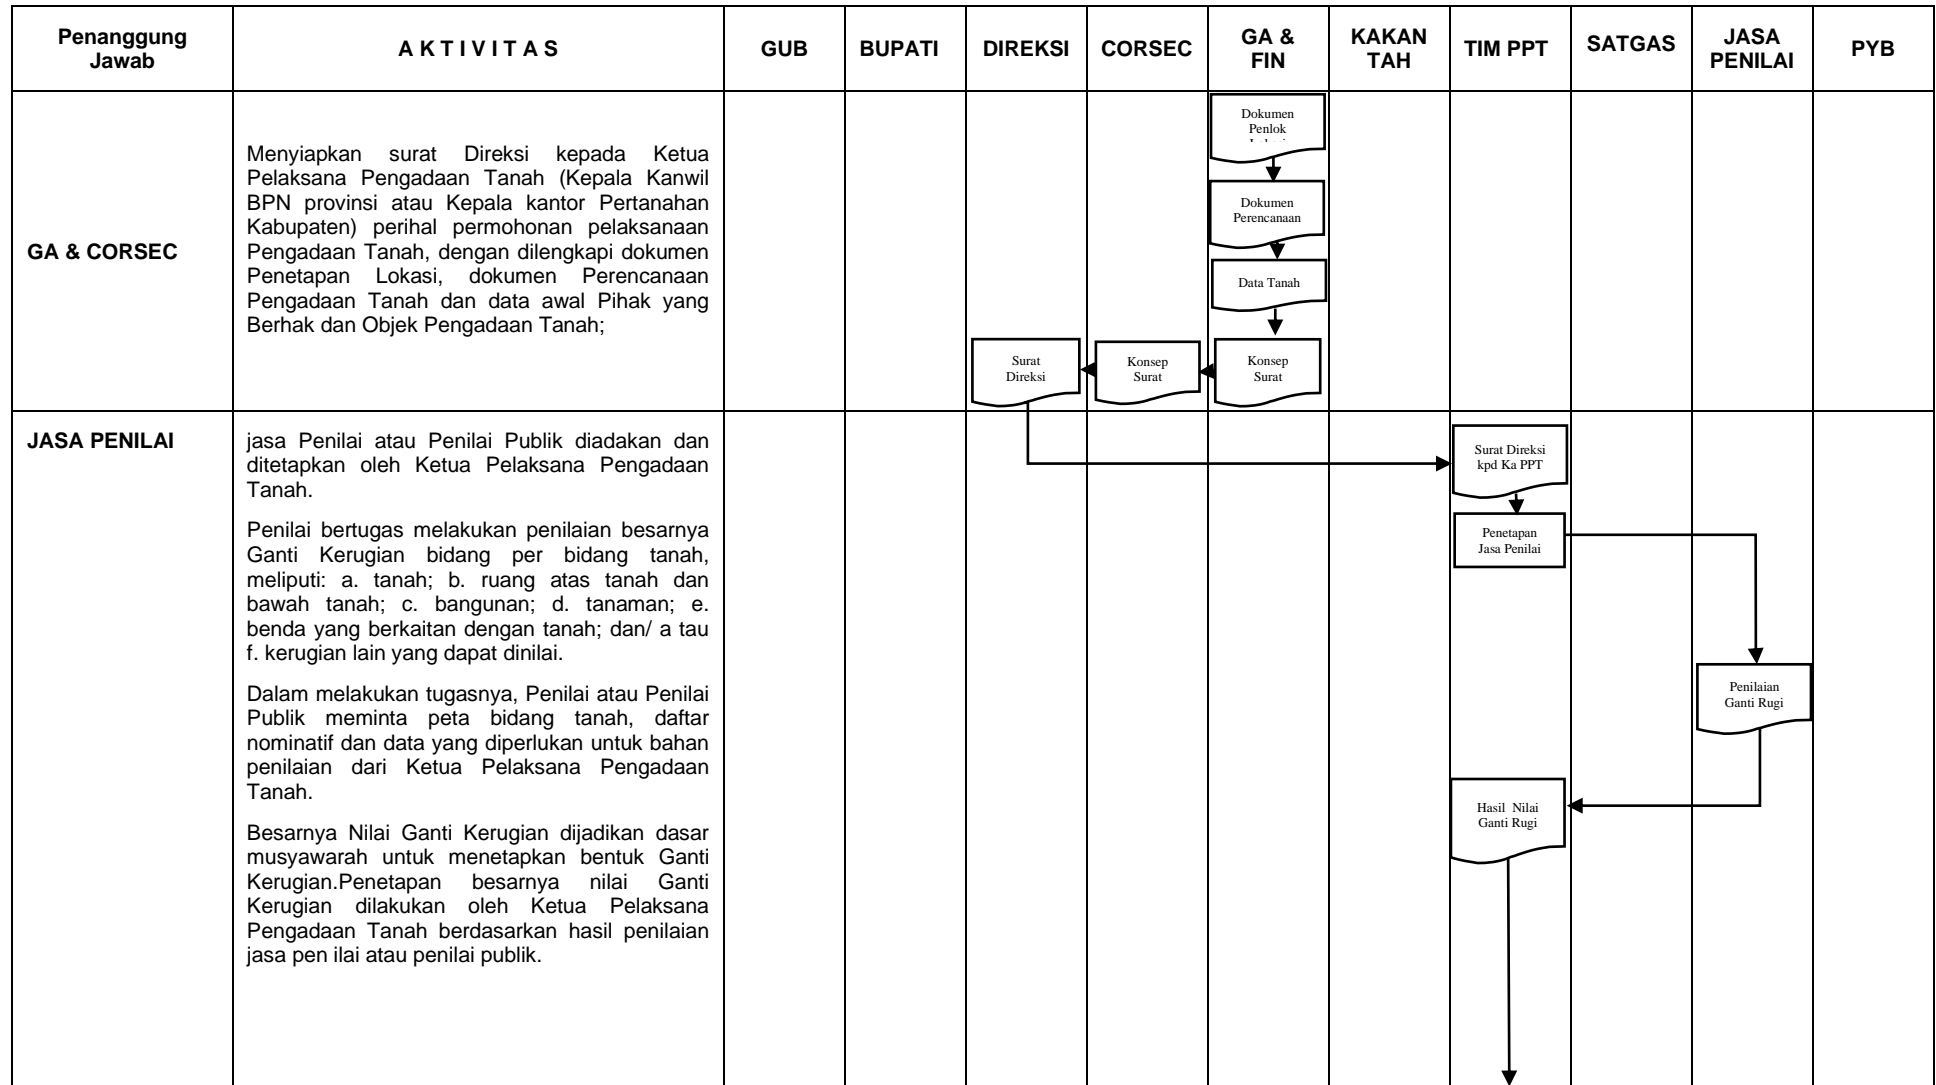 Penanggung
Jawab
A K T I V I T A S
GUB
BUPATI
DIREKSI
CORSEC
GA &
FIN
KAKAN
TAH
TIM PPT
SATGAS
JASA
PENILAI
PYB
GA & CORSEC
Menyiapkan surat Direksi kepada Ketua
Pelaksana Pengadaan Tanah (Kepala Kanwil
BPN provinsi atau Kepala kantor Pertanahan
Kabupaten) perihal permohonan pelaksanaan
Pengadaan Tanah, dengan dilengkapi dokumen
Penetapan Lokasi, dokumen Perencanaan
Pengadaan Tanah dan data awal Pihak yang
Berhak dan Objek Pengadaan Tanah;
Dokumen
Penlok
Dokumen
Perencanaan
Data Tanah
Surat
Direksi
Konsep
Surat
Konsep
Surat
JASA PENILAI
jasa Penilai atau Penilai Publik diadakan dan
ditetapkan oleh Ketua Pelaksana Pengadaan
Tanah.
Penilai bertugas melakukan penilaian besarnya
Ganti Kerugian bidang per bidang tanah,
meliputi: a. tanah; b. ruang atas tanah dan
bawah tanah; c. bangunan; d. tanaman; e.
benda yang berkaitan dengan tanah; dan/ a tau
f. kerugian lain yang dapat dinilai.
Dalam melakukan tugasnya, Penilai atau Penilai
Publik meminta peta bidang tanah, daftar
nominatif dan data yang diperlukan untuk bahan
penilaian dari Ketua Pelaksana Pengadaan
Tanah.
Besarnya Nilai Ganti Kerugian dijadikan dasar
musyawarah untuk menetapkan bentuk Ganti
Kerugian.Penetapan besarnya nilai Ganti
Kerugian dilakukan oleh Ketua Pelaksana
Pengadaan Tanah berdasarkan hasil penilaian
jasa pen ilai atau penilai publik.
Surat Direksi
kpd Ka PPT
Penetapan
Jasa Penilai
Penilaian
Ganti Rugi
Hasil Nilai
Ganti Rugi